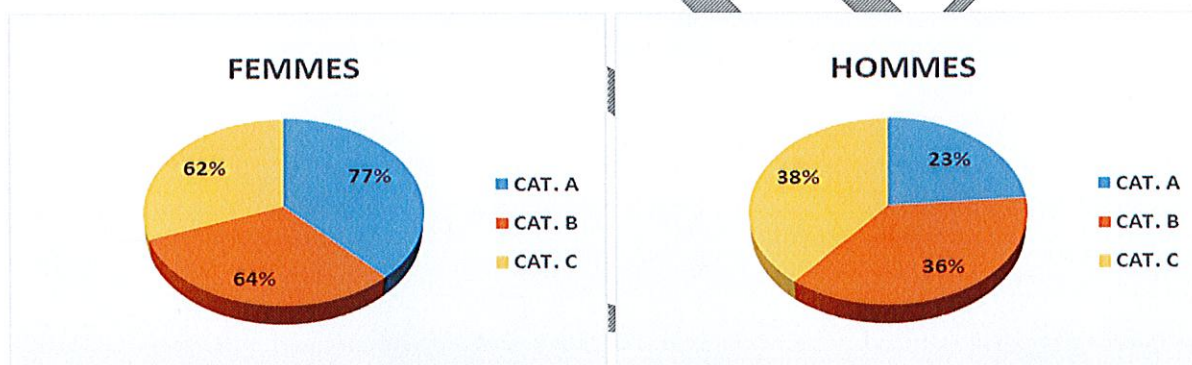 FEMMES
62%
77%
64%
CAT. A
CAT. B
CAT. C
HOMMES
38%
23%
36%
CAT. A
CAT. B
CAT. C